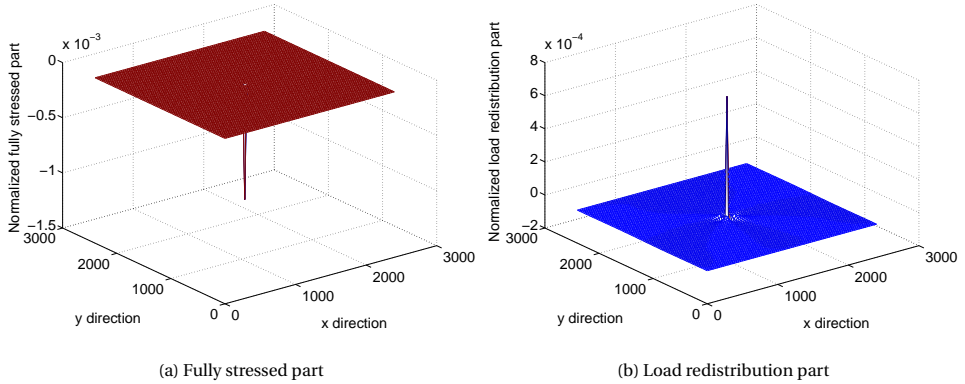 x 10⁻³
0
−0.5
−1
−1.5
Normalized fully stressed part
3000
2000
1000
0
y direction
0
1000
2000
3000
x direction
(a) Fully stressed part
x 10⁻⁴
8
6
4
2
0
−2
Normalized load redistribution part
3000
2000
1000
0
y direction
0
1000
2000
3000
x direction
(b) Load redistribution part